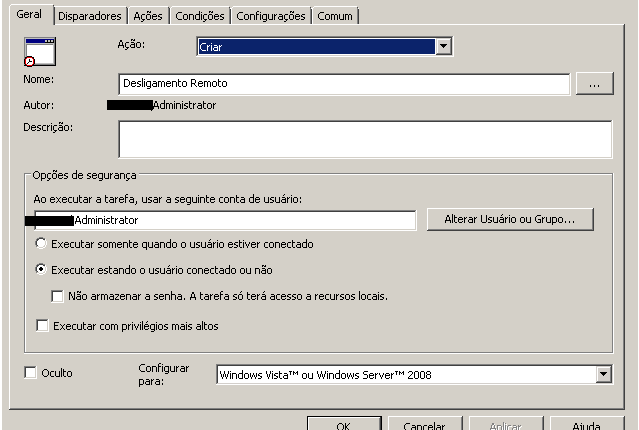 Geral Disparadores Ações Condições Configurações Comum
Ação: Criar
Nome: Desligamento Remoto ...
Autor: Administrator
Descrição:
Opções de segurança
Ao executar a tarefa, usar a seguinte conta de usuário:
Administrator Alterar Usuário ou Grupo...
Executar somente quando o usuário estiver conectado
Executar estando o usuário conectado ou não
Não armazenar a senha. A tarefa só terá acesso a recursos locais.
Executar com privilégios mais altos
Oculto
Configurar
para: Windows Vista™ ou Windows Server™ 2008
OK Cancelar Aplicar Ajuda